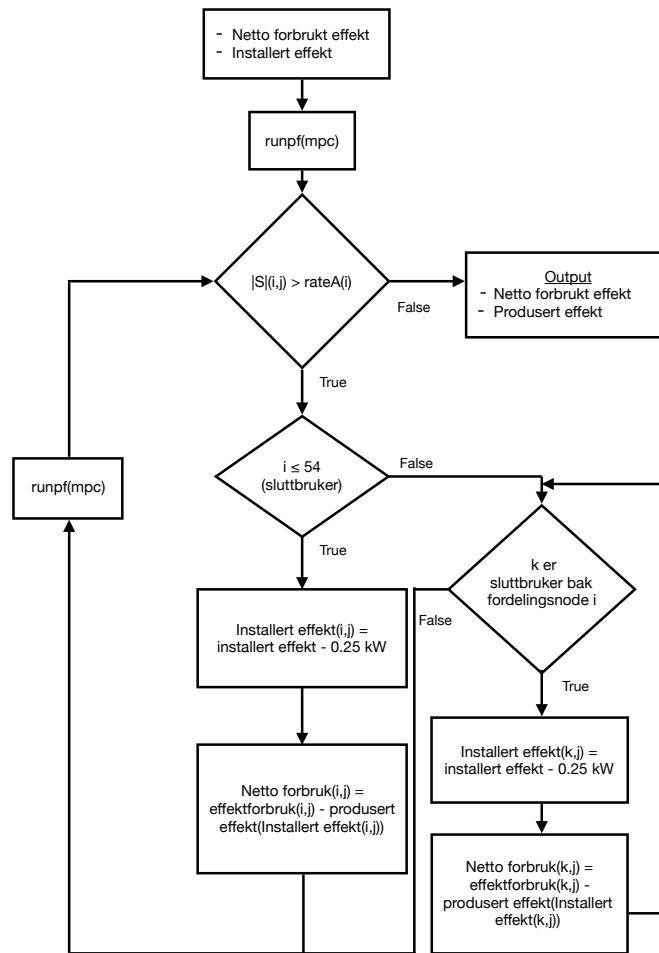 - Netto forbrukt effekt
- Installert effekt
runpf(mpc)
|S|(i,j) > rateA(i)
False
Output
- Netto forbrukt effekt
- Produsert effekt
True
i ≤ 54
(sluttbruker)
False
runpf(mpc)
True
k er
sluttbruker bak
fordelingsnode i
False
Installert effekt(i,j) =
installert effekt - 0.25 kW
True
Installert effekt(k,j) =
installert effekt - 0.25 kW
Netto forbruk(i,j) =
effektforbruk(i,j) - produsert
effekt(Installert effekt(i,j))
Netto forbruk(k,j) =
effektforbruk(k,j) -
produsert effekt(Installert
effekt(k,j))